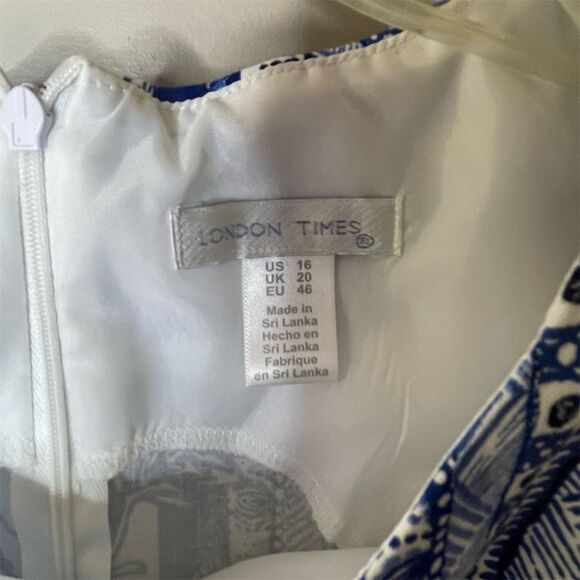 LONDON TIMES®
US 16
UK 20
EU 46
Made in
Sri Lanka
Hecho en
Sri Lanka
Fabrique
en Sri Lanka